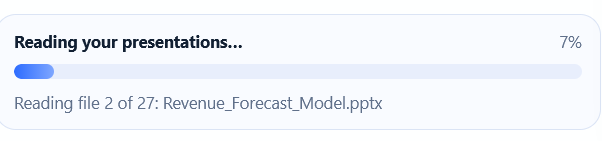 Reading your presentations...
7%
Reading file 2 of 27: Revenue_Forecast_Model.pptx